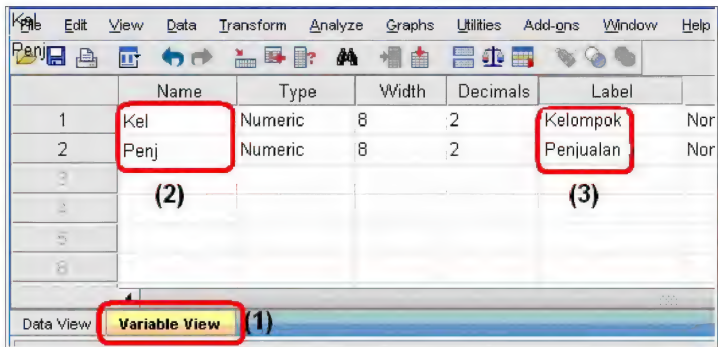 Kel
File Edit View Data Transform Analyze Graphs Utilities Add-ons Window Help
Penj
Name Type Width Decimals Label
1 Kel Numeric 8 2 Kelompok Nor
2 Penj Numeric 8 2 Penjualan Nor
3
(2) (3)
4
5
6
Data View Variable View (1)